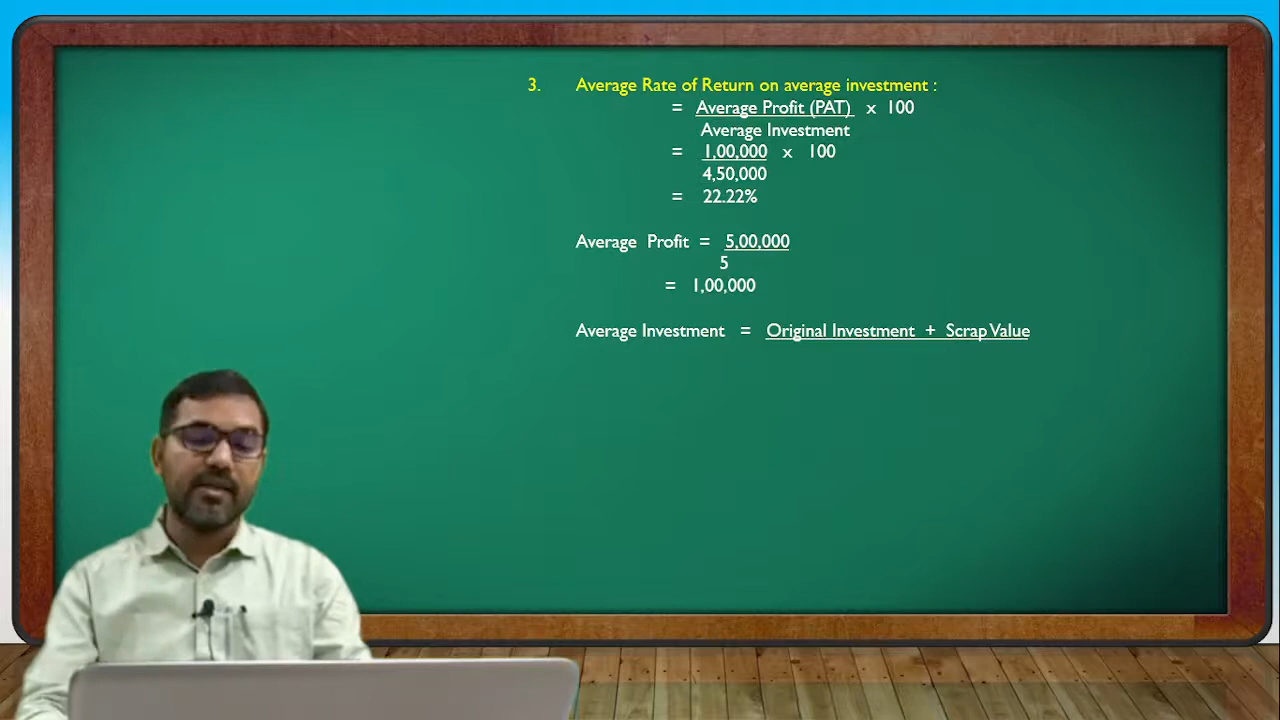 3. Average Rate of Return on average investment :
= Average Profit (PAT) x 100
Average Investment
= 1,00,000 x 100
4,50,000
= 22.22%
Average Profit = 5,00,000
5
= 1,00,000
Average Investment = Original Investment + Scrap Value